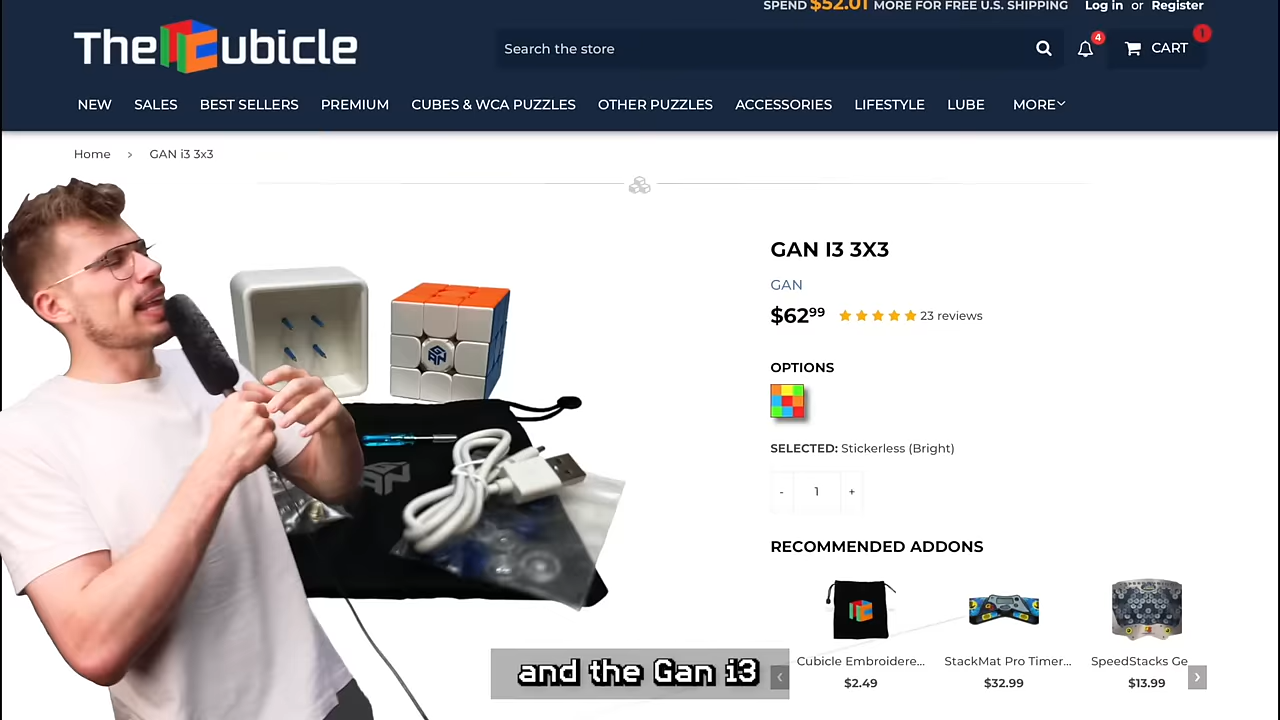 SPEND $52.01 MORE FOR FREE U.S. SHIPPING Log in or Register
TheCubicle
Search the store
4
CART
1
NEW SALES BEST SELLERS PREMIUM CUBES & WCA PUZZLES OTHER PUZZLES ACCESSORIES LIFESTYLE LUBE MORE
Home > GAN i3 3x3
GAN I3 3X3
GAN
$62.99 23 reviews
OPTIONS
SELECTED: Stickerless (Bright)
- 1 +
RECOMMENDED ADDONS
GAN
GAN
Cubicle Embroidere... StackMat Pro Timer... SpeedStacks Ge
$2.49 $32.99 $13.99
and the Gan i3